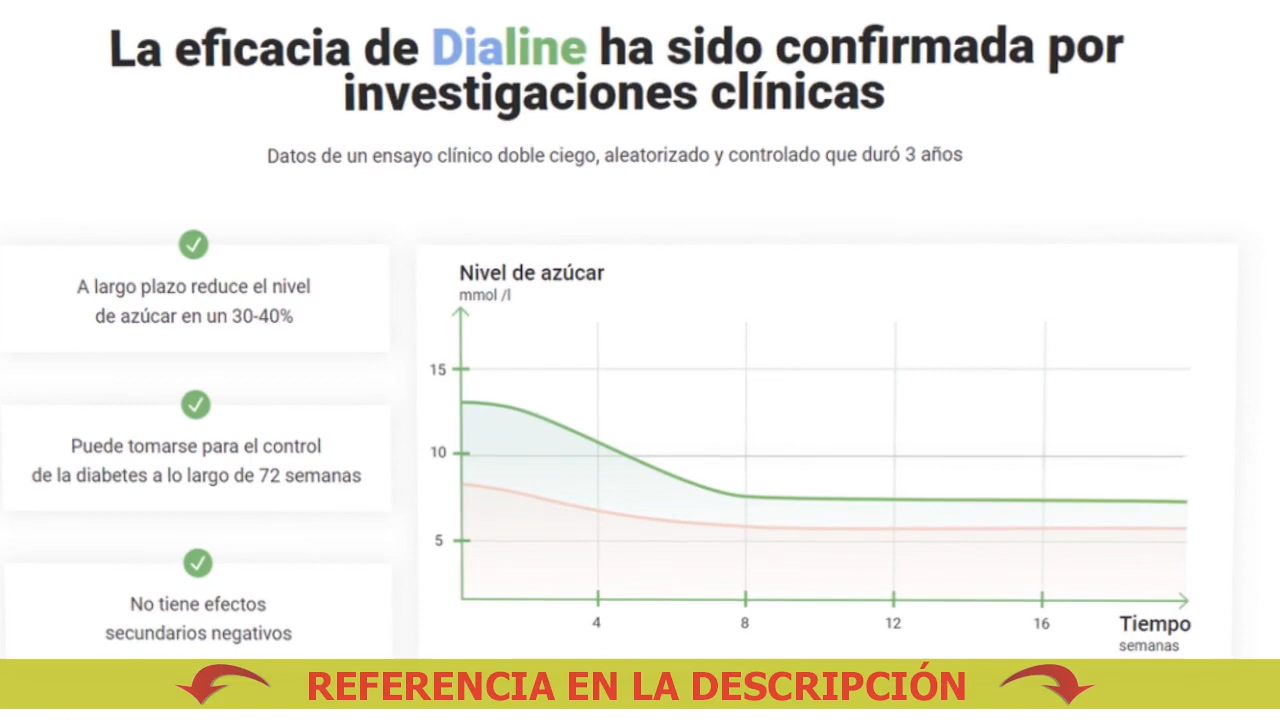 La eficacia de Dialine ha sido confirmada por
investigaciones clínicas
Datos de un ensayo clínico doble ciego, aleatorizado y controlado que duró 3 años
A largo plazo reduce el nivel
de azúcar en un 30-40%
Puede tomarse para el control
de la diabetes a lo largo de 72 semanas
No tiene efectos
secundarios negativos
Nivel de azúcar
mmol /l
15
10
5
4 8 12 16
Tiempo
semanas
REFERENCIA EN LA DESCRIPCIÓN